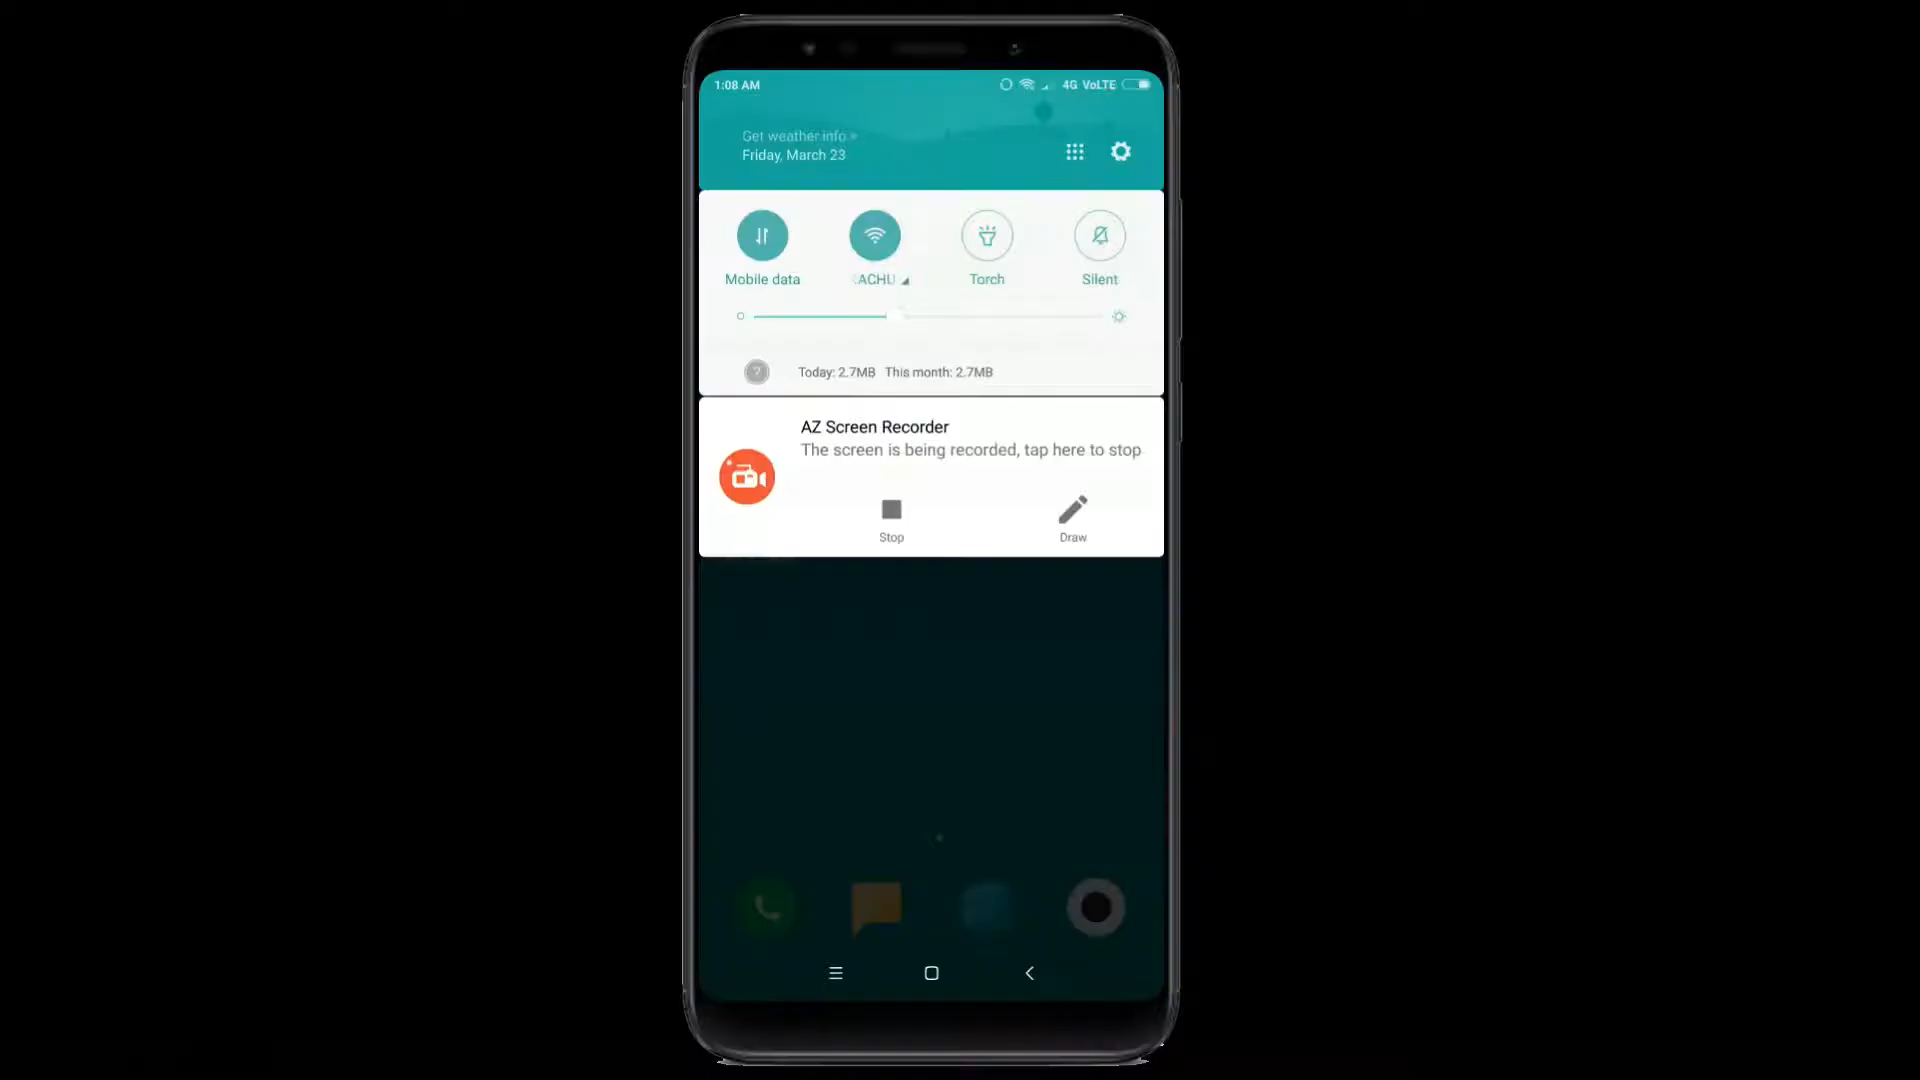 1:08 AM
4G VoLTE
Get weather info »
Friday, March 23
Mobile data
ACHU
Torch
Silent
Today: 2.7MB This month: 2.7MB
AZ Screen Recorder
The screen is being recorded, tap here to stop
Stop
Draw